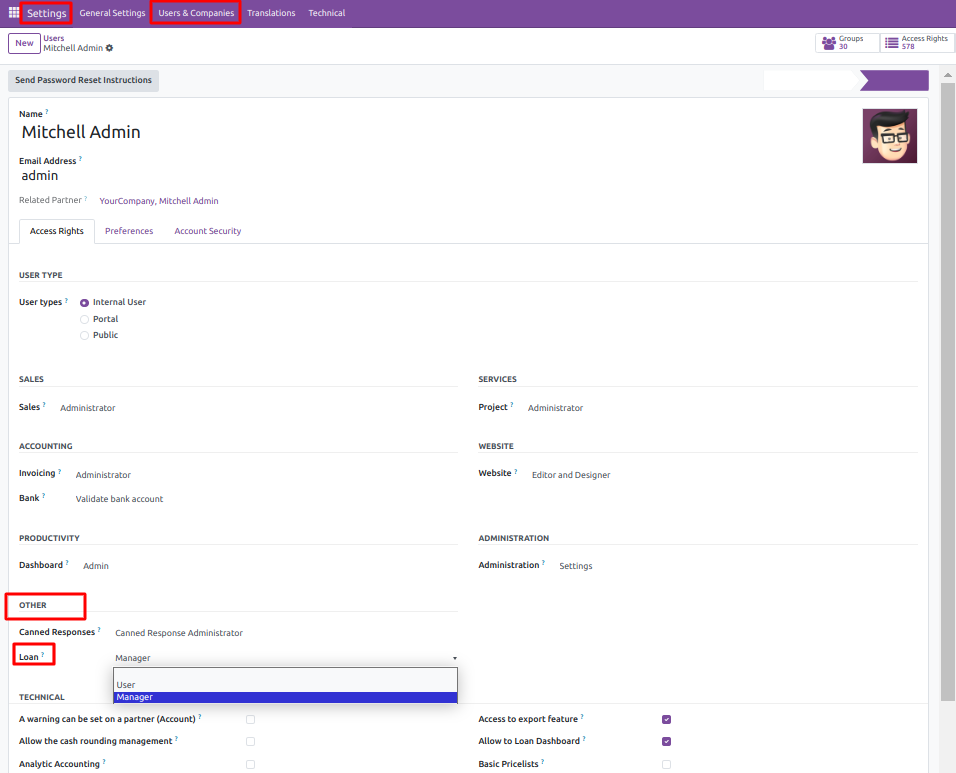 Settings General Settings Users & Companies Translations Technical
New
Users
Mitchell Admin
Groups
30
Access Rights
578
Send Password Reset Instructions
Name ?
Mitchell Admin
Email Address ?
admin
Related Partner ? YourCompany, Mitchell Admin
Access Rights Preferences Account Security
USER TYPE
User types ? Internal User
Portal
Public
SALES SERVICES
Sales ? Administrator Project ? Administrator
ACCOUNTING WEBSITE
Invoicing ? Administrator Website ? Editor and Designer
Bank ? Validate bank account
PRODUCTIVITY ADMINISTRATION
Dashboard ? Admin Administration ? Settings
OTHER
Canned Responses ? Canned Response Administrator
Loan ? Manager
User
Manager
TECHNICAL
A warning can be set on a partner (Account) ? Access to export feature ?
Allow the cash rounding management ? Allow to Loan Dashboard ?
Analytic Accounting ? Basic Pricelists ?